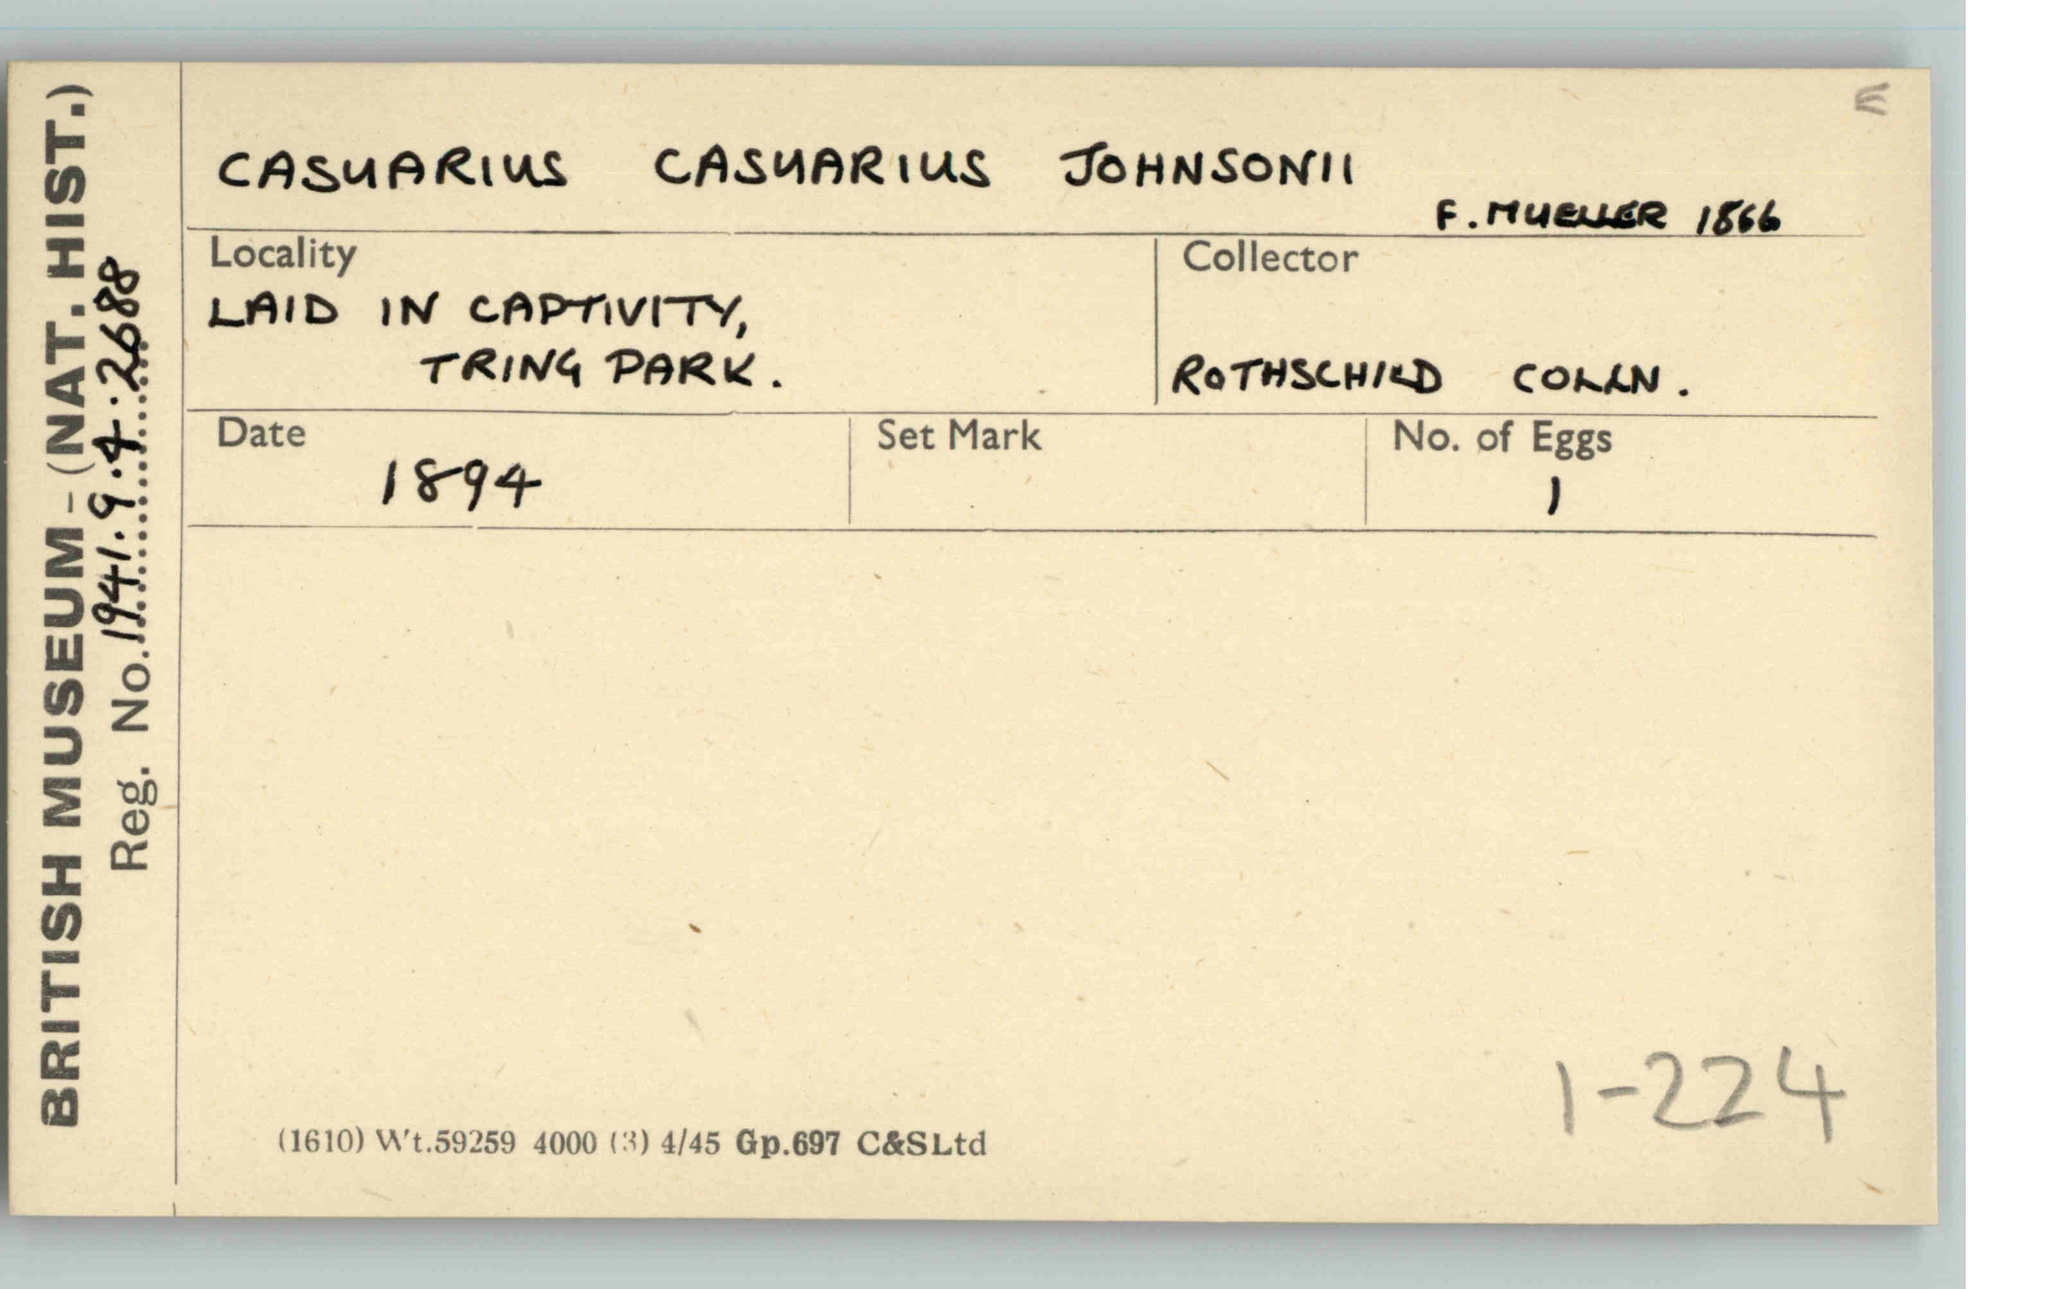 BRITISH MUSEUM-(NAT. HIST.)
Reg. No. 1941.9.4.2688
CASUARIUS CASUARIUS JOHNSONII
F. MUELLER 1866
Locality
LAID IN CAPTIVITY,
TRING PARK.
Collector
ROTHSCHILD COLLN.
Date
1894
Set Mark
No. of Eggs
1
1-224
(1610) Wt.59259 4000 (3) 4/45 Gp.697 C&SLtd